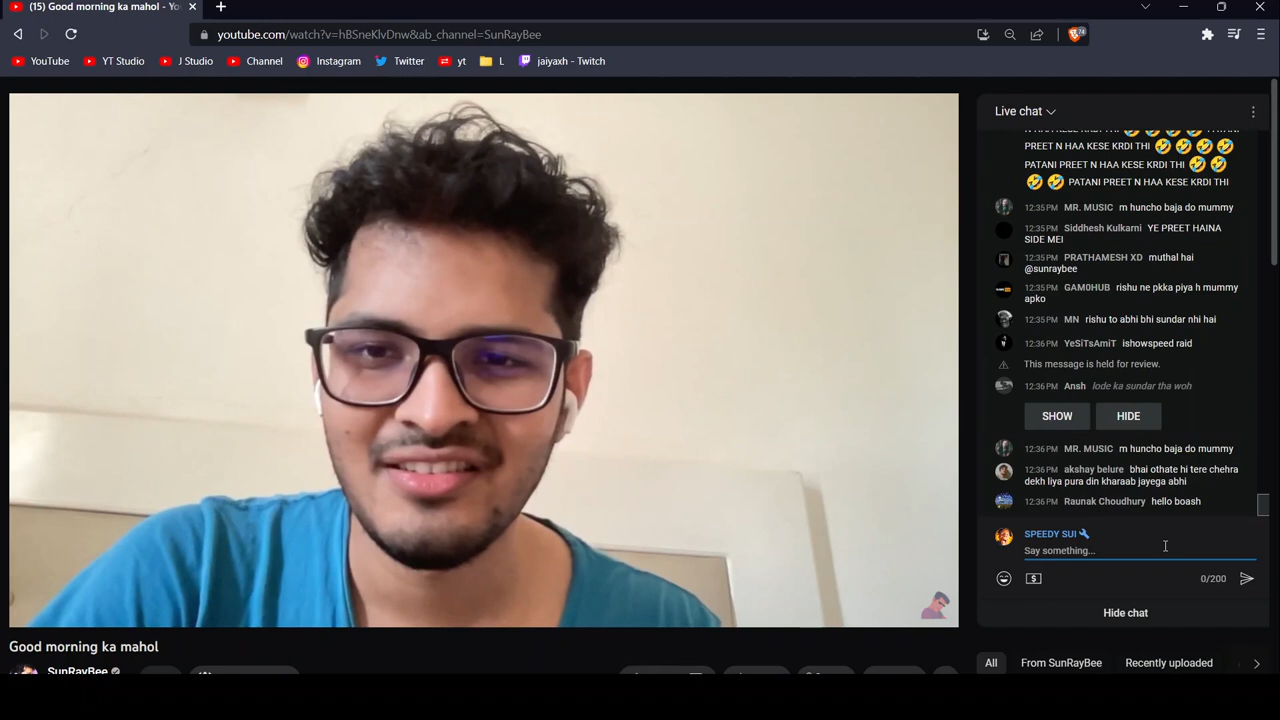 (15) Good morning ka mahol - Yo
youtube.com/watch?v=hBSneKlvDnw&ab_channel=SunRayBee
74
YouTube YT Studio J Studio Channel Instagram Twitter yt L jaiyaxh - Twitch
Live chat
PREET N HAA KESE KRDI THI 🤣🤣🤣🤣
PATANI PREET N HAA KESE KRDI THI 🤣🤣
🤣🤣 PATANI PREET N HAA KESE KRDI THI
12:35 PM MR. MUSIC m huncho baja do mummy
12:35 PM Siddhesh Kulkarni YE PREET HAINA
SIDE MEI
12:35 PM PRATHAMESH XD muthal hai
@sunraybee
12:35 PM GAM0HUB rishu ne pkka piya h mummy
apko
12:35 PM MN rishu to abhi bhi sundar nhi hai
12:36 PM YeSiTsAmiT ishowspeed raid
This message is held for review.
12:36 PM Ansh lode ka sundar tha woh
SHOW HIDE
12:36 PM MR. MUSIC m huncho baja do mummy
12:36 PM akshay belure bhai othate hi tere chehra
dekh liya pura din kharaab jayega abhi
12:36 PM Raunak Choudhury hello boash
SPEEDY SUI
Say something...
0/200
Hide chat
Good morning ka mahol
SunRayBee
All From SunRayBee Recently uploaded